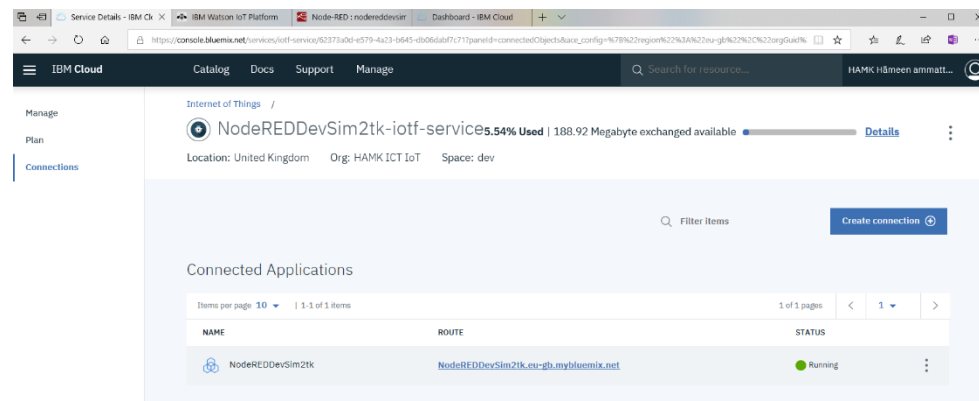 Service Details - IBM Clo
IBM Watson IoT Platform
Node-RED : nodereddevsim
Dashboard - IBM Cloud
IBM Cloud
Catalog
Docs
Support
Manage
Search for resource...
HAMK Hämeen ammatt...
Manage
Plan
Connections
Internet of Things /
NodeREDDevSim2tk-iotf-service
5.54% Used | 188.92 Megabyte exchanged available
Details
Location: United Kingdom Org: HAMK ICT IoT Space: dev
Filter items
Create connection
Connected Applications
Items per page 10 | 1-1 of 1 items
1 of 1 pages
1
NAME ROUTE STATUS
NodeREDDevSim2tk NodeREDDevSim2tk.eu-gb.mybluemix.net Running